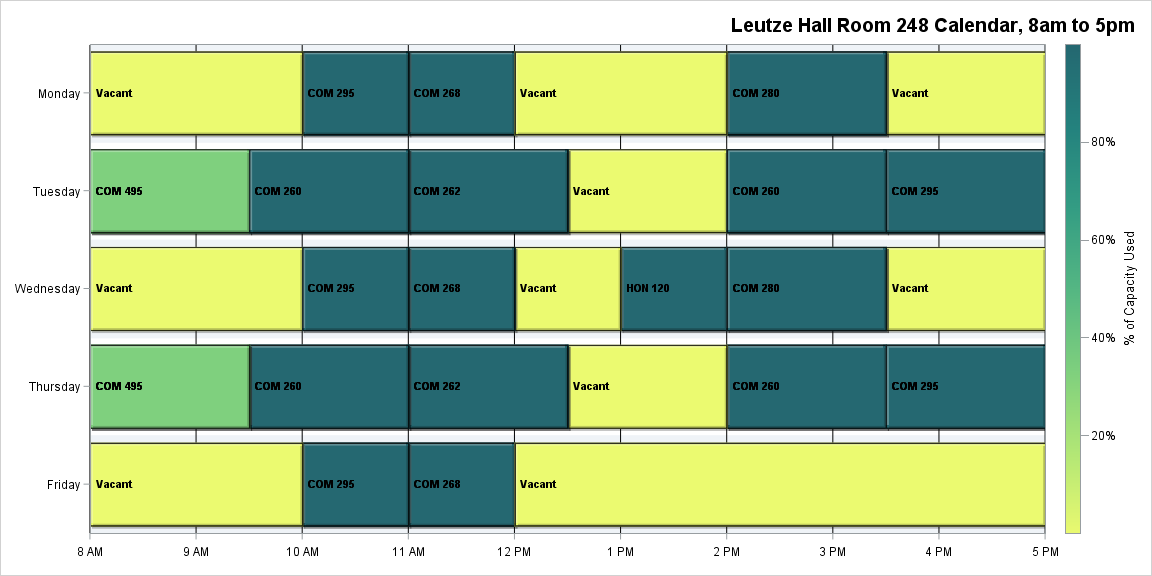 Leutze Hall Room 248 Calendar, 8am to 5pm
Monday
Vacant
COM 295
COM 268
Vacant
COM 280
Vacant
Tuesday
COM 495
COM 260
COM 262
Vacant
COM 260
COM 295
Wednesday
Vacant
COM 295
COM 268
Vacant
HON 120
COM 280
Vacant
Thursday
COM 495
COM 260
COM 262
Vacant
COM 260
COM 295
Friday
Vacant
COM 295
COM 268
Vacant
8 AM
9 AM
10 AM
11 AM
12 PM
1 PM
2 PM
3 PM
4 PM
5 PM
80%
60%
40%
20%
% of Capacity Used